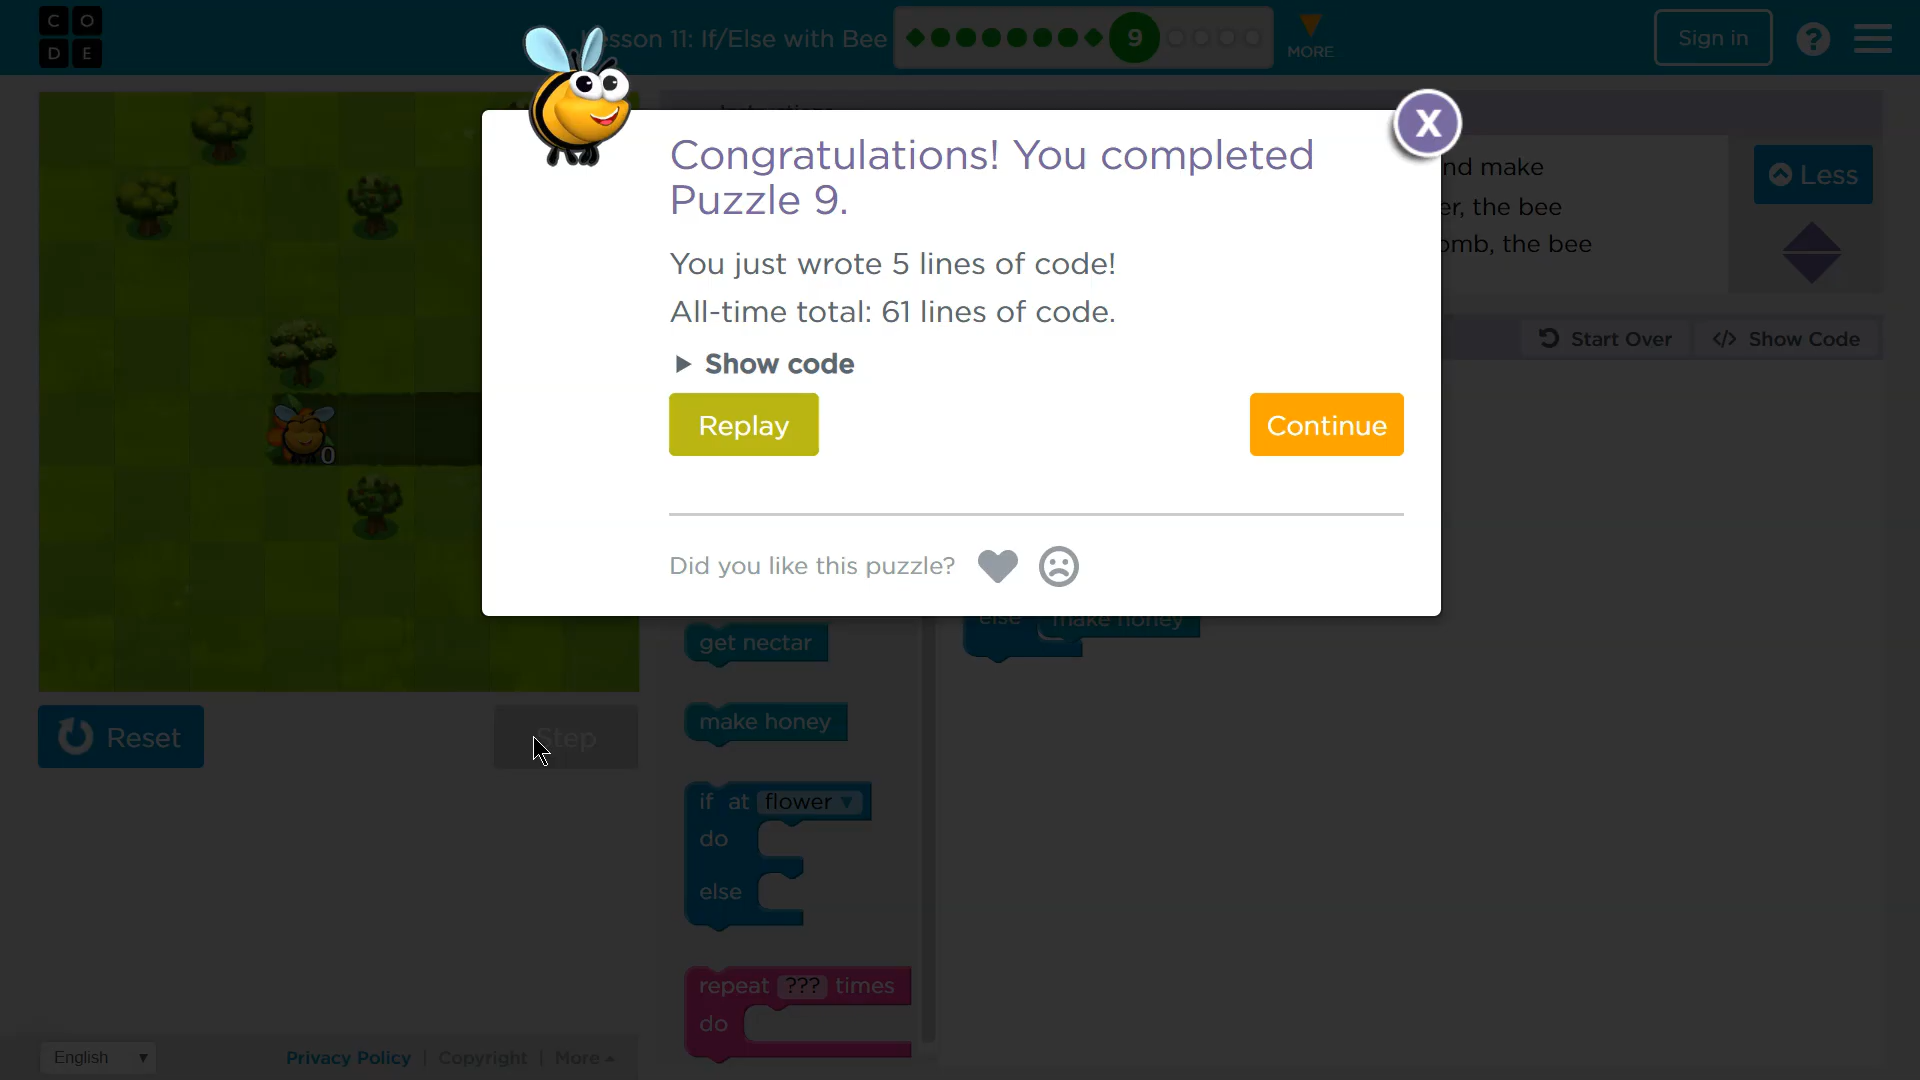 C O
D E
esson 11: If/Else with Bee
9
MORE
Sign in
?
X
Congratulations! You completed
Puzzle 9.
You just wrote 5 lines of code!
All-time total: 61 lines of code.
Show code
Replay
Continue
Did you like this puzzle?
Instructions
nd make
er, the bee
omb, the bee
Less
Start Over
</> Show Code
0
else make honey
get nectar
make honey
if at flower
do
else
repeat ??? times
do
Reset
Step
English
Privacy Policy | Copyright | More